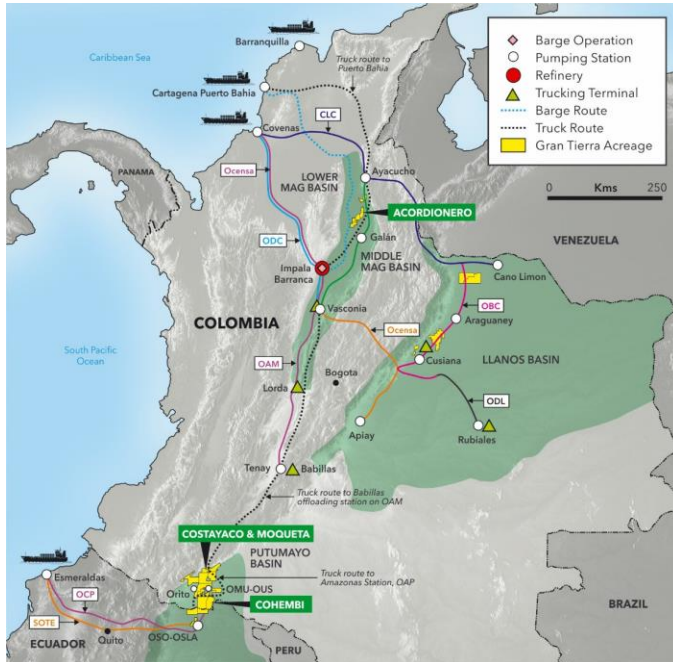 Caribbean Sea
Barranquilla
Truck route to
Puerto Bahia
Cartagena Puerto Bahia
Covenas
CLC
PANAMA
Ocensa
LOWER
MAG BASIN
Ayacucho
ACORDIONERO
ODC
Galán
Impala
Barranca
MIDDLE
MAG BASIN
VENEZUELA
Cano Limon
COLOMBIA
Vasconia
OBC
Araguaney
Ocensa
South Pacific
Ocean
OAM
Cusiana
LLANOS BASIN
Lorda
Bogota
ODL
Apiay
Rubiales
Tenay
Babillas
Truck route to Babillas
offloading station on OAM
COSTAYACO & MOQUETA
PUTUMAYO
BASIN
Truck route to
Amazonas Station, OAP
Esmeraldas
Orito
OMU-OUS
OCP
COHEMBI
SOTE
Quito
OSO-OSLA
ECUADOR
PERU
BRAZIL
Barge Operation
Pumping Station
Refinery
Trucking Terminal
Barge Route
Truck Route
Gran Tierra Acreage
0 Kms 250